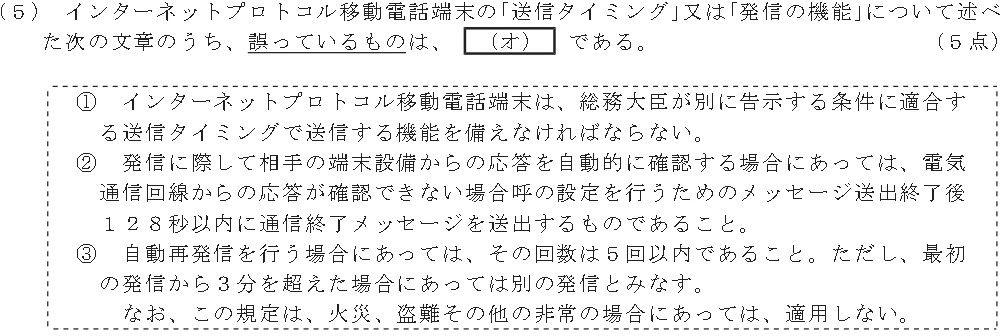 (５) インターネットプロトコル移動電話端末の｢送信タイミング｣又は｢発信の機能｣について述べ
た次の文章のうち、誤っているものは、 (オ) である。 (５点)
① インターネットプロトコル移動電話端末は、総務大臣が別に告示する条件に適合す
る送信タイミングで送信する機能を備えなければならない。
② 発信に際して相手の端末設備からの応答を自動的に確認する場合にあっては、電気
通信回線からの応答が確認できない場合呼の設定を行うためのメッセージ送出終了後
１２８秒以内に通信終了メッセージを送出するものであること。
③ 自動再発信を行う場合にあっては、その回数は５回以内であること。ただし、最初
の発信から３分を超えた場合にあっては別の発信とみなす。
なお、この規定は、火災、盗難その他の非常の場合にあっては、適用しない。